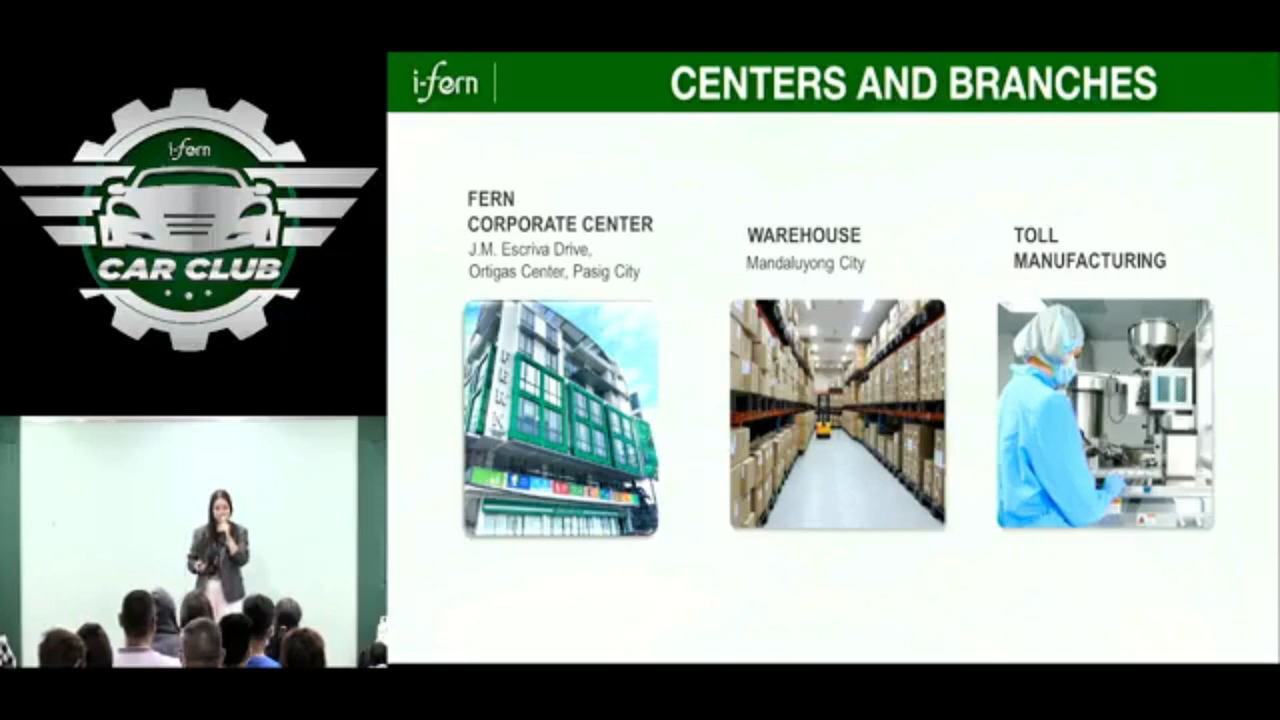 i-fern
CAR CLUB
i-fern
CENTERS AND BRANCHES
FERN
CORPORATE CENTER
J.M. Escriva Drive,
Ortigas Center, Pasig City
WAREHOUSE
Mandaluyong City
TOLL
MANUFACTURING
FERN